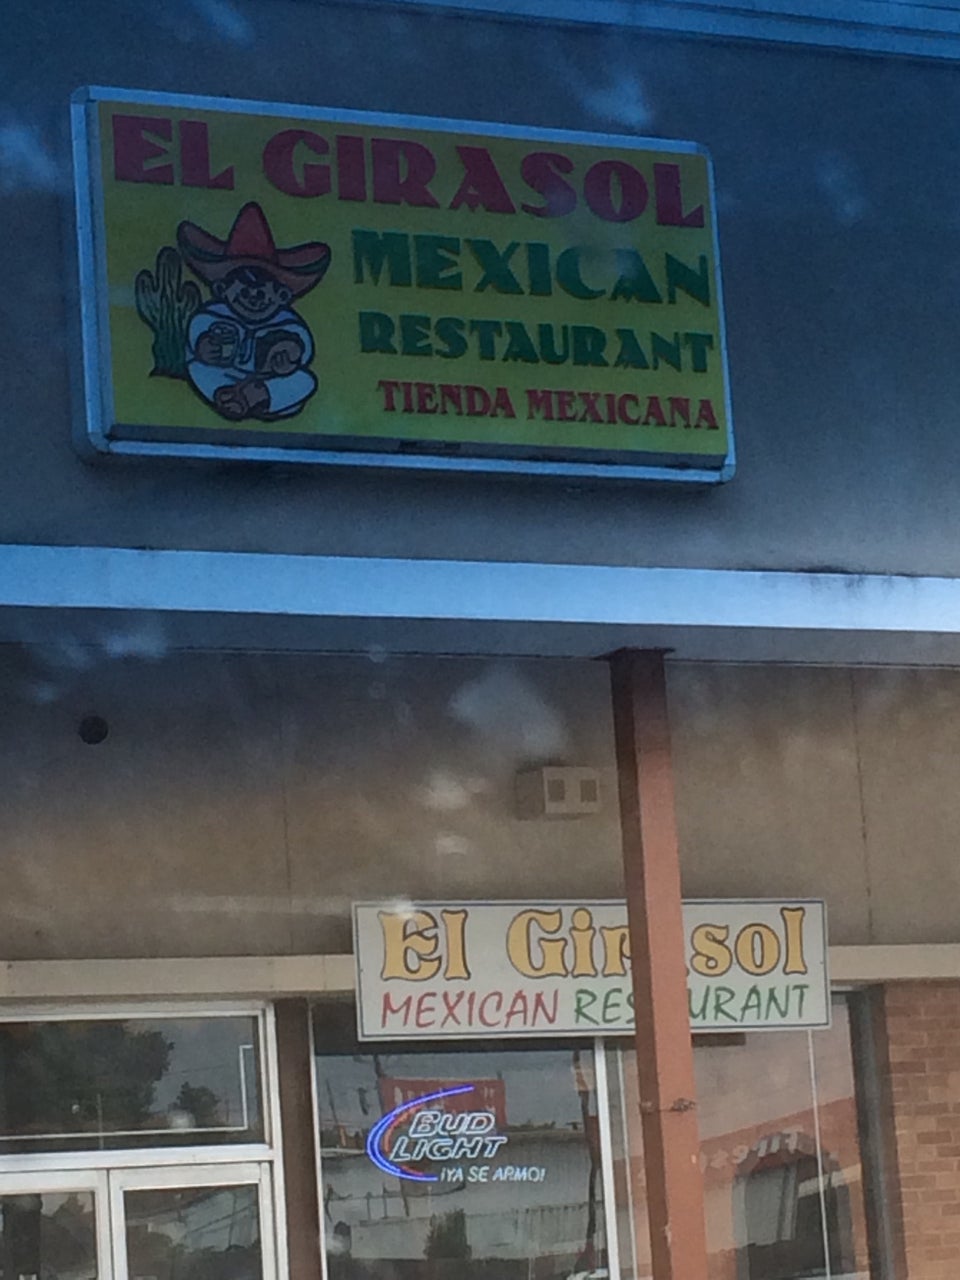 EL GIRASOL
MEXICAN
RESTAURANT
TIENDA MEXICANA
El Girasol
MEXICAN RESTAURANT
BUD
LIGHT
¡YA SE ARMO!